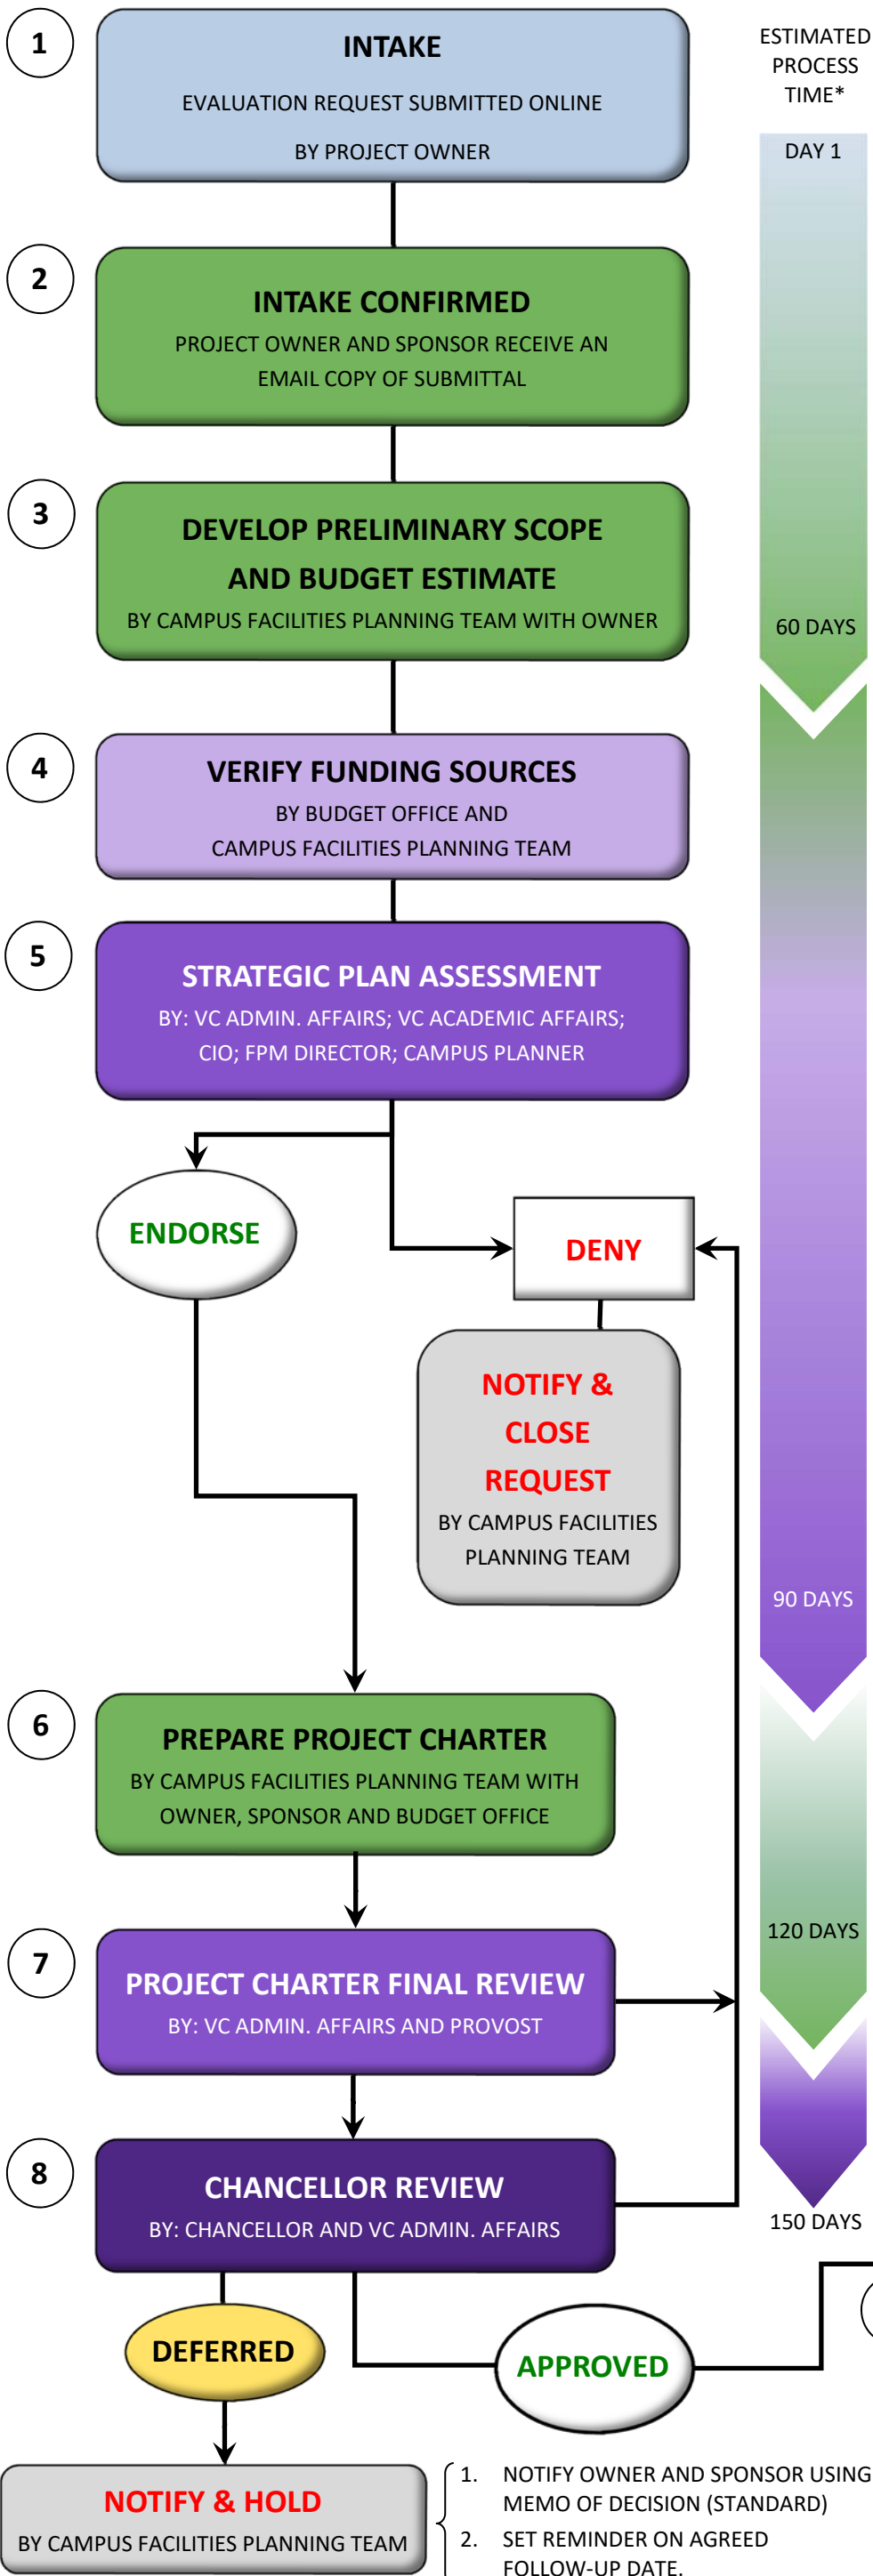 1
INTAKE
EVALUATION REQUEST SUBMITTED ONLINE
BY PROJECT OWNER
ESTIMATED
PROCESS
TIME*
DAY 1
2
INTAKE CONFIRMED
PROJECT OWNER AND SPONSOR RECEIVE AN
EMAIL COPY OF SUBMITTAL
3
DEVELOP PRELIMINARY SCOPE
AND BUDGET ESTIMATE
BY CAMPUS FACILITIES PLANNING TEAM WITH OWNER
60 DAYS
4
VERIFY FUNDING SOURCES
BY BUDGET OFFICE AND
CAMPUS FACILITIES PLANNING TEAM
5
STRATEGIC PLAN ASSESSMENT
BY: VC ADMIN. AFFAIRS; VC ACADEMIC AFFAIRS;
CIO; FPM DIRECTOR; CAMPUS PLANNER
ENDORSE
DENY
NOTIFY &
CLOSE
REQUEST
BY CAMPUS FACILITIES
PLANNING TEAM
90 DAYS
6
PREPARE PROJECT CHARTER
BY CAMPUS FACILITIES PLANNING TEAM WITH
OWNER, SPONSOR AND BUDGET OFFICE
120 DAYS
7
PROJECT CHARTER FINAL REVIEW
BY: VC ADMIN. AFFAIRS AND PROVOST
8
CHANCELLOR REVIEW
BY: CHANCELLOR AND VC ADMIN. AFFAIRS
150 DAYS
DEFERRED
APPROVED
NOTIFY & HOLD
BY CAMPUS FACILITIES PLANNING TEAM
1. NOTIFY OWNER AND SPONSOR USING
MEMO OF DECISION (STANDARD)
2. SET REMINDER ON AGREED
FOLLOW-UP DATE.